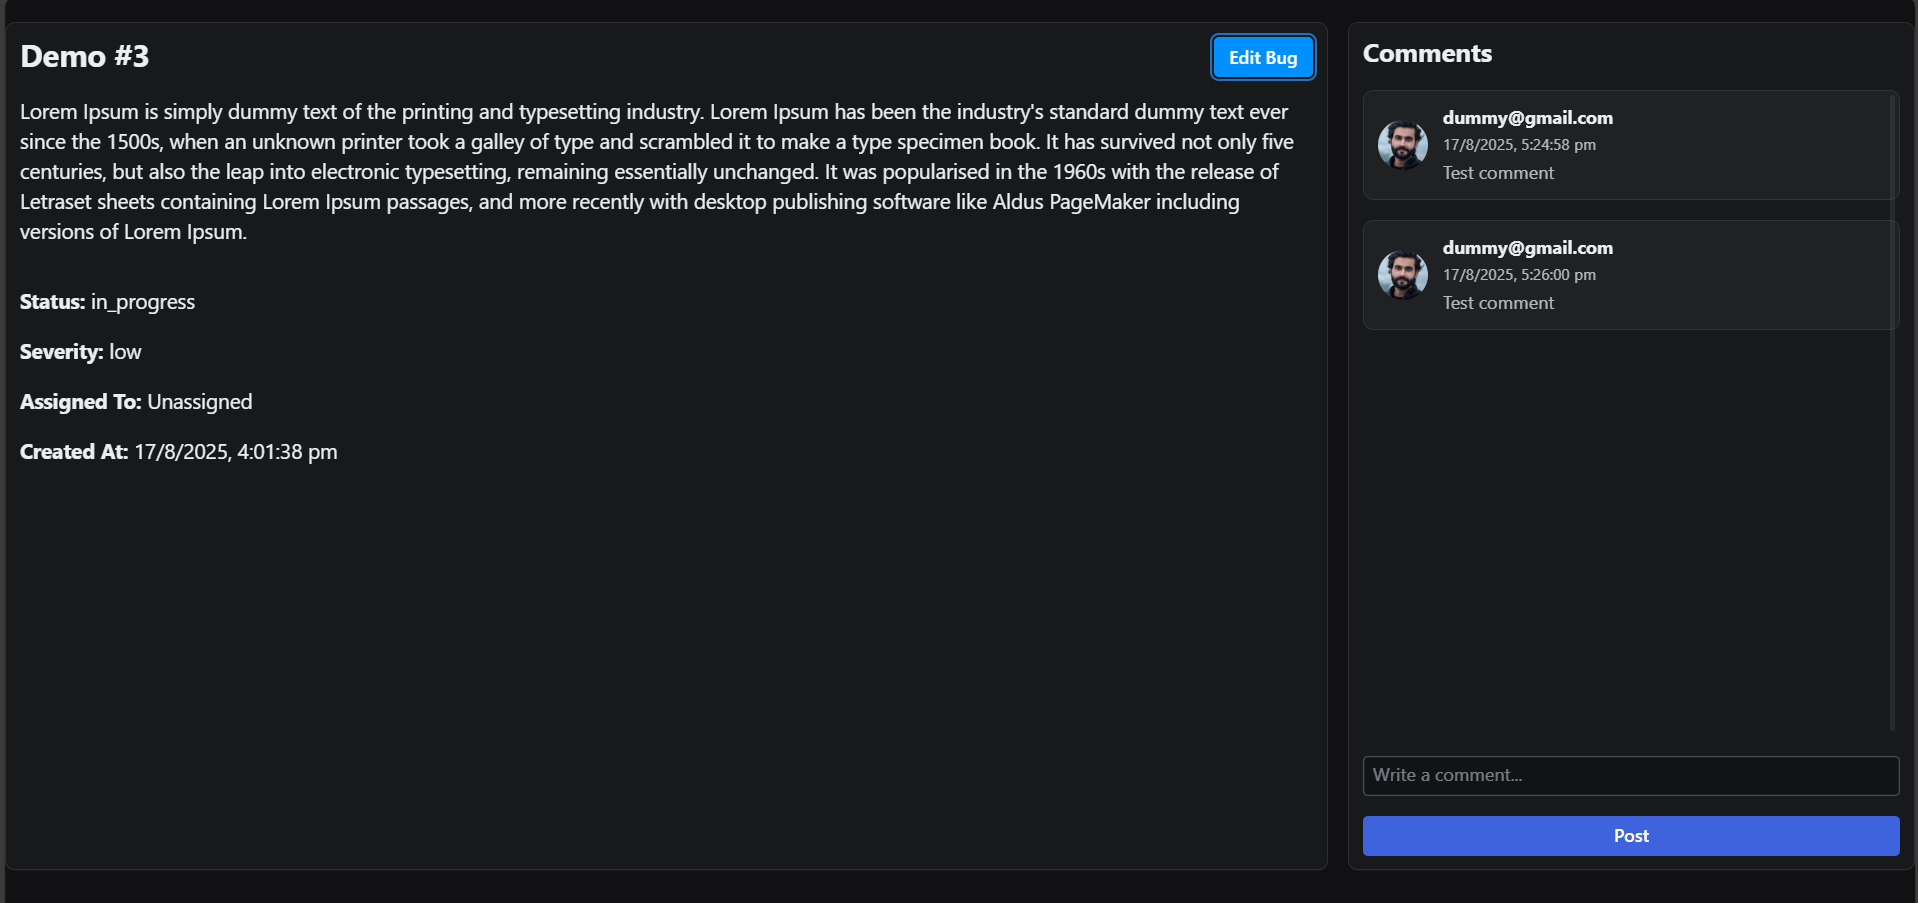 Demo #3
Edit Bug
Lorem Ipsum is simply dummy text of the printing and typesetting industry. Lorem Ipsum has been the industry's standard dummy text ever
since the 1500s, when an unknown printer took a galley of type and scrambled it to make a type specimen book. It has survived not only five
centuries, but also the leap into electronic typesetting, remaining essentially unchanged. It was popularised in the 1960s with the release of
Letraset sheets containing Lorem Ipsum passages, and more recently with desktop publishing software like Aldus PageMaker including
versions of Lorem Ipsum.
Status: in_progress
Severity: low
Assigned To: Unassigned
Created At: 17/8/2025, 4:01:38 pm
Comments
dummy@gmail.com
17/8/2025, 5:24:58 pm
Test comment
dummy@gmail.com
17/8/2025, 5:26:00 pm
Test comment
Write a comment...
Post